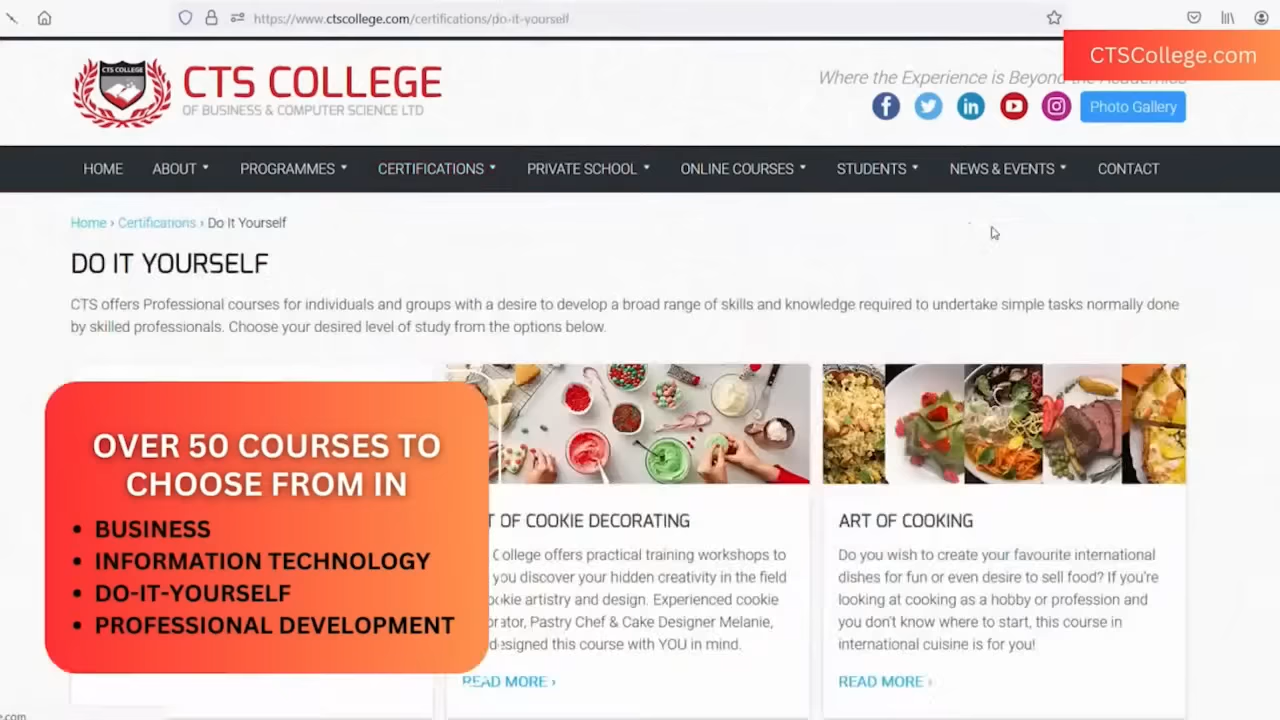 https://www.ctscollege.com/certifications/do-it-yourself
CTSCollege.com
CTS COLLEGE
CTS COLLEGE
OF BUSINESS & COMPUTER SCIENCE LTD
Where the Experience is Beyond the Academics
Photo Gallery
HOME ABOUT PROGRAMMES CERTIFICATIONS PRIVATE SCHOOL ONLINE COURSES STUDENTS NEWS & EVENTS CONTACT
Home › Certifications › Do It Yourself
DO IT YOURSELF
CTS offers Professional courses for individuals and groups with a desire to develop a broad range of skills and knowledge required to undertake simple tasks normally done
by skilled professionals. Choose your desired level of study from the options below.
OVER 50 COURSES TO
CHOOSE FROM IN
• BUSINESS
• INFORMATION TECHNOLOGY
• DO-IT-YOURSELF
• PROFESSIONAL DEVELOPMENT
OF COOKIE DECORATING
College offers practical training workshops to
you discover your hidden creativity in the field
artistry and design. Experienced cookie
Pastry Chef & Cake Designer Melanie,
designed this course with YOU in mind.
READ MORE ›
ART OF COOKING
Do you wish to create your favourite international
dishes for fun or even desire to sell food? If you're
looking at cooking as a hobby or profession and
you don't know where to start, this course in
international cuisine is for you!
READ MORE ›